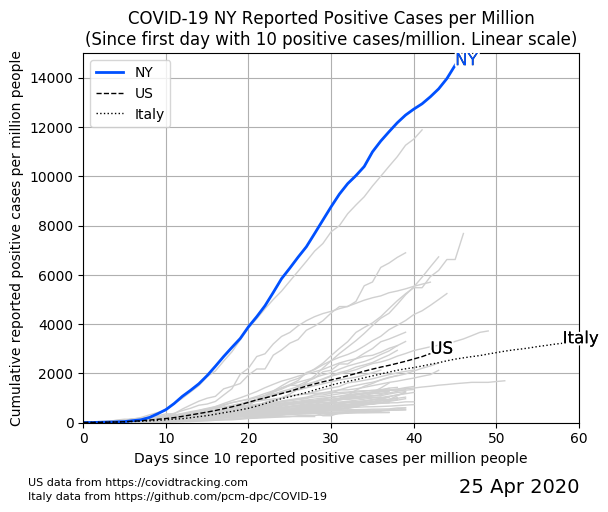 COVID-19 NY Reported Positive Cases per Million
(Since first day with 10 positive cases/million. Linear scale)
Cumulative reported positive cases per million people
14000
12000
10000
8000
6000
4000
2000
0
NY
US
Italy
NY
US
Italy
0 10 20 30 40 50 60
Days since 10 reported positive cases per million people
US data from https://covidtracking.com
Italy data from https://github.com/pcm-dpc/COVID-19
25 Apr 2020